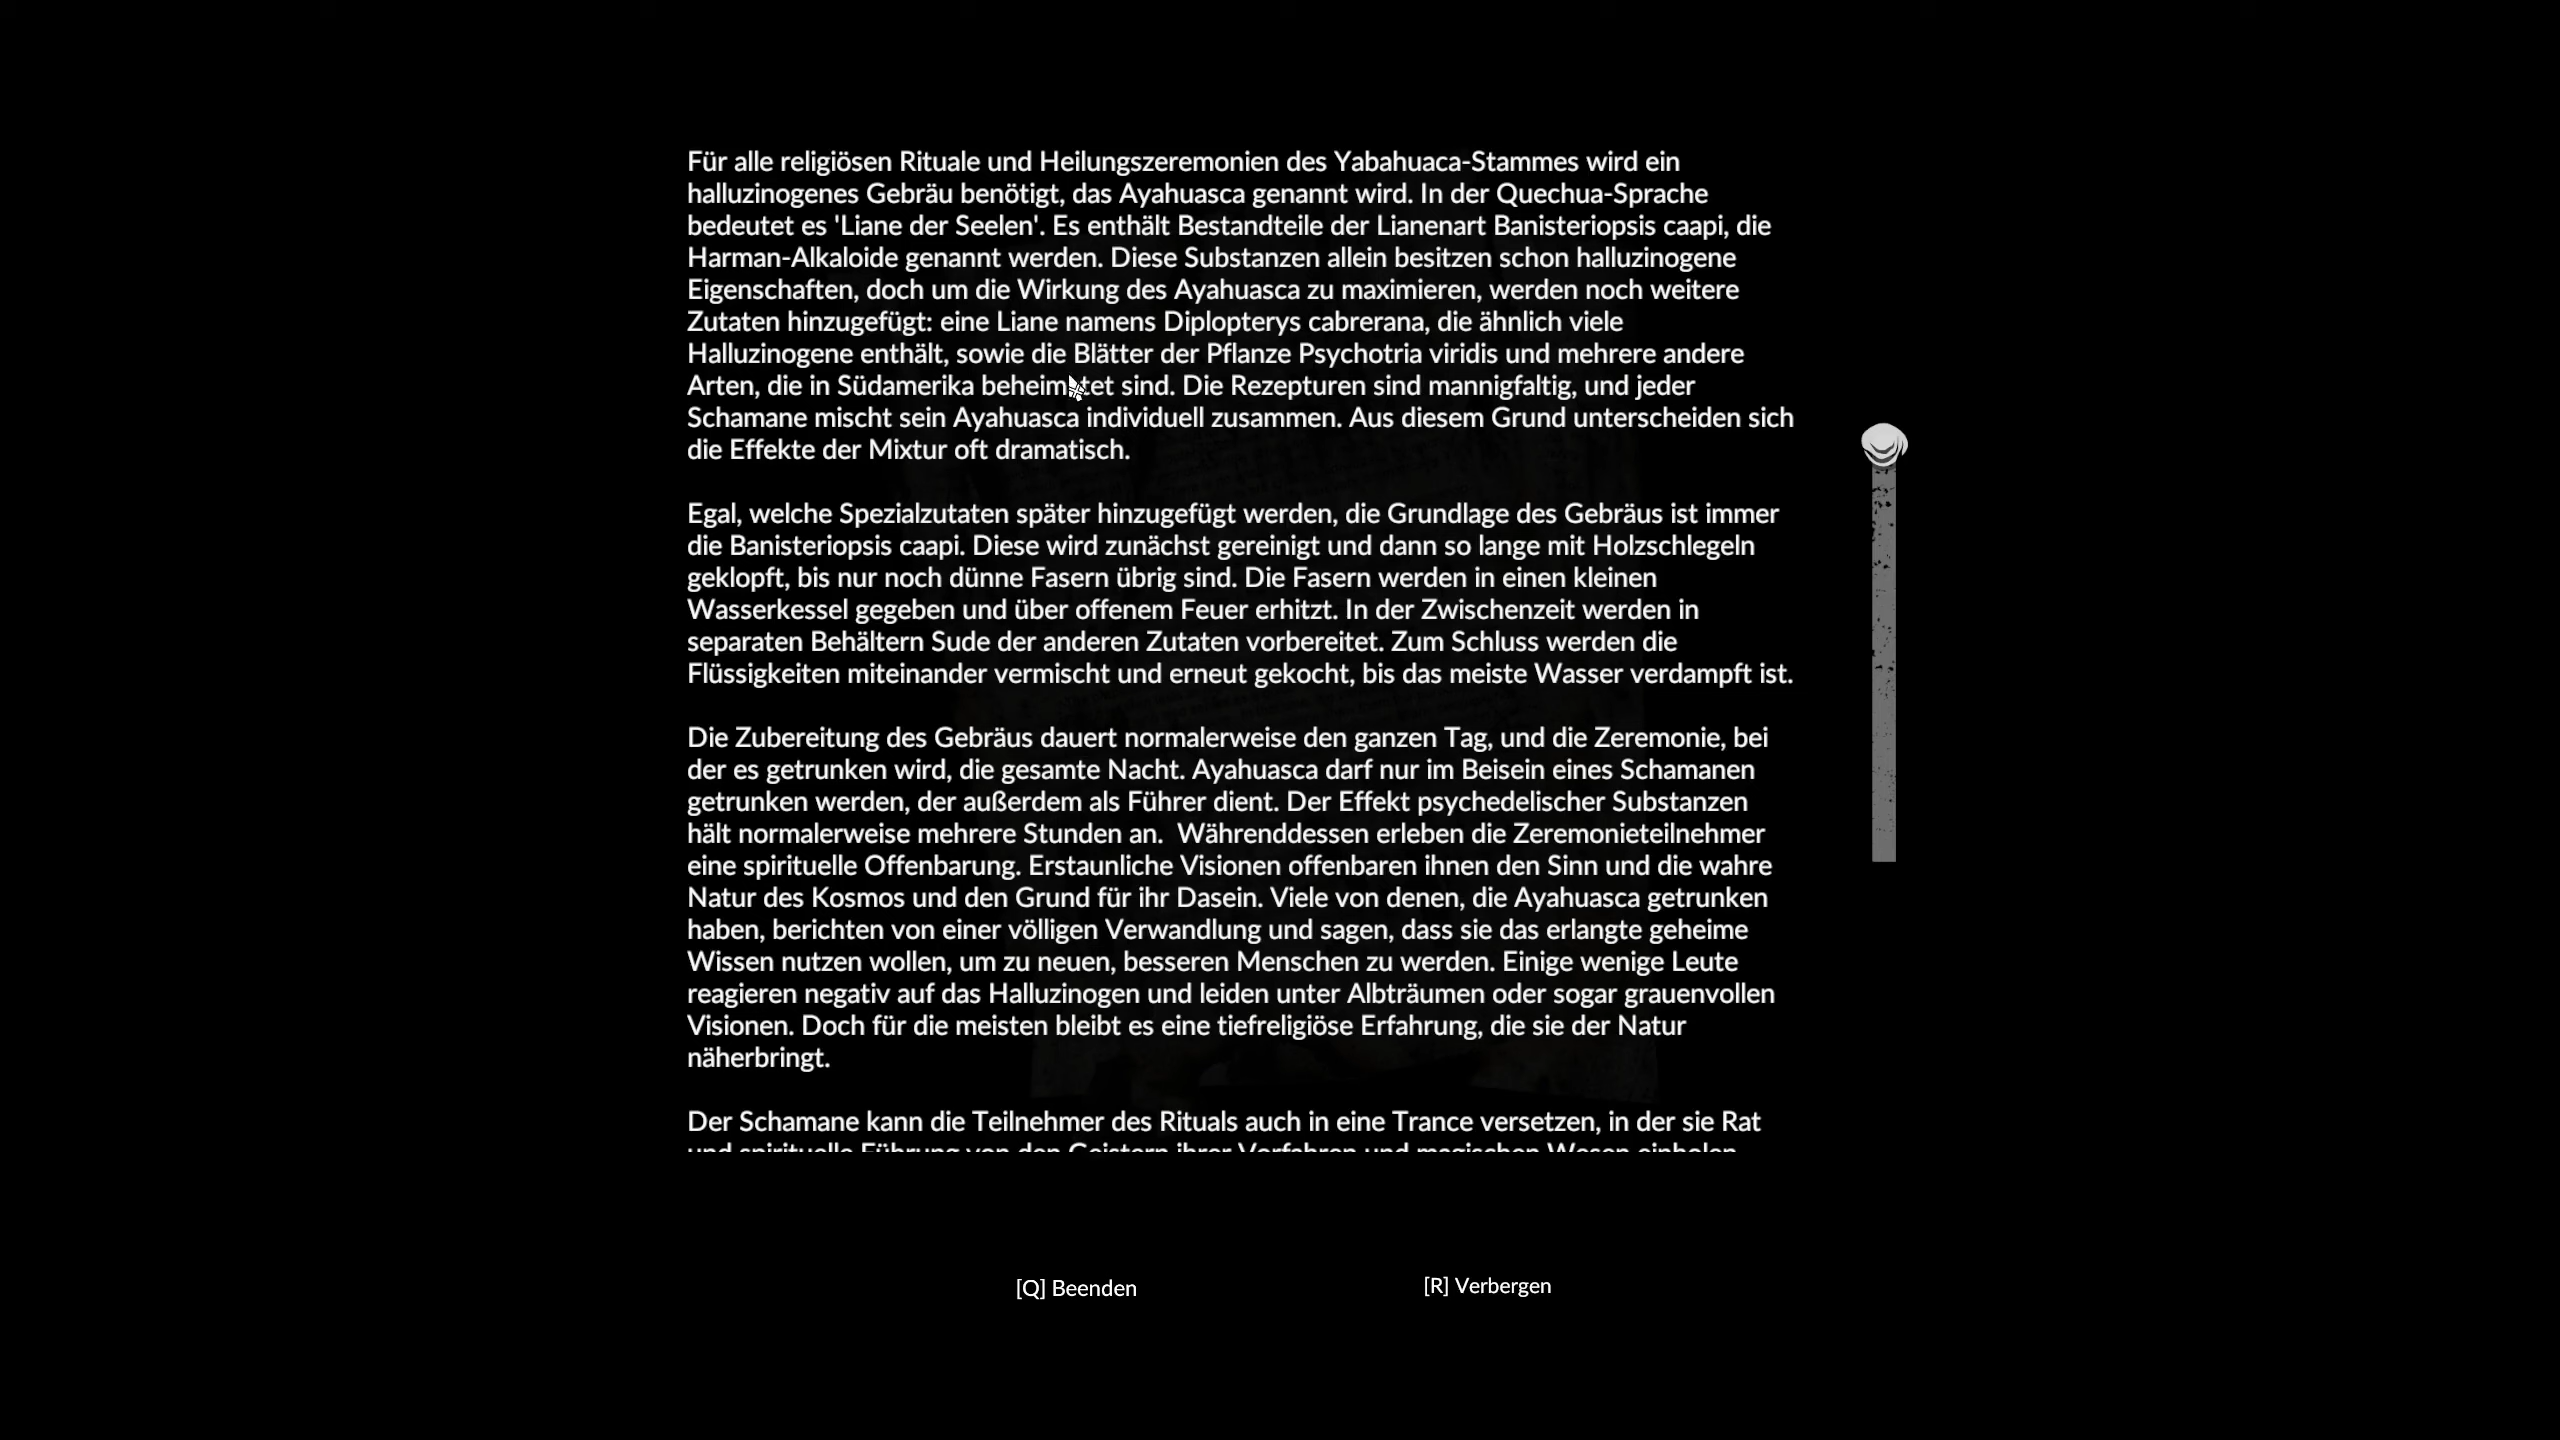 Für alle religiösen Rituale und Heilungszeremonien des Yabahuaca-Stammes wird ein
halluzinogenes Gebräu benötigt, das Ayahuasca genannt wird. In der Quechua-Sprache
bedeutet es 'Liane der Seelen'. Es enthält Bestandteile der Lianenart Banisteriopsis caapi, die
Harman-Alkaloide genannt werden. Diese Substanzen allein besitzen schon halluzinogene
Eigenschaften, doch um die Wirkung des Ayahuasca zu maximieren, werden noch weitere
Zutaten hinzugefügt: eine Liane namens Diplopterys cabrerana, die ähnlich viele
Halluzinogene enthält, sowie die Blätter der Pflanze Psychotria viridis und mehrere andere
Arten, die in Südamerika beheimatet sind. Die Rezepturen sind mannigfaltig, und jeder
Schamane mischt sein Ayahuasca individuell zusammen. Aus diesem Grund unterscheiden sich
die Effekte der Mixtur oft dramatisch.
Egal, welche Spezialzutaten später hinzugefügt werden, die Grundlage des Gebräus ist immer
die Banisteriopsis caapi. Diese wird zunächst gereinigt und dann so lange mit Holzschlegeln
geklopft, bis nur noch dünne Fasern übrig sind. Die Fasern werden in einen kleinen
Wasserkessel gegeben und über offenem Feuer erhitzt. In der Zwischenzeit werden in
separaten Behältern Sude der anderen Zutaten vorbereitet. Zum Schluss werden die
Flüssigkeiten miteinander vermischt und erneut gekocht, bis das meiste Wasser verdampft ist.
Die Zubereitung des Gebräus dauert normalerweise den ganzen Tag, und die Zeremonie, bei
der es getrunken wird, die gesamte Nacht. Ayahuasca darf nur im Beisein eines Schamanen
getrunken werden, der außerdem als Führer dient. Der Effekt psychedelischer Substanzen
hält normalerweise mehrere Stunden an.  Währenddessen erleben die Zeremonieteilnehmer
eine spirituelle Offenbarung. Erstaunliche Visionen offenbaren ihnen den Sinn und die wahre
Natur des Kosmos und den Grund für ihr Dasein. Viele von denen, die Ayahuasca getrunken
haben, berichten von einer völligen Verwandlung und sagen, dass sie das erlangte geheime
Wissen nutzen wollen, um zu neuen, besseren Menschen zu werden. Einige wenige Leute
reagieren negativ auf das Halluzinogen und leiden unter Albträumen oder sogar grauenvollen
Visionen. Doch für die meisten bleibt es eine tiefreligiöse Erfahrung, die sie der Natur
näherbringt.
Der Schamane kann die Teilnehmer des Rituals auch in eine Trance versetzen, in der sie Rat
und spirituelle Führung von den Geistern ihrer Vorfahren und magischen Wesen einholen
[Q] Beenden
[R] Verbergen